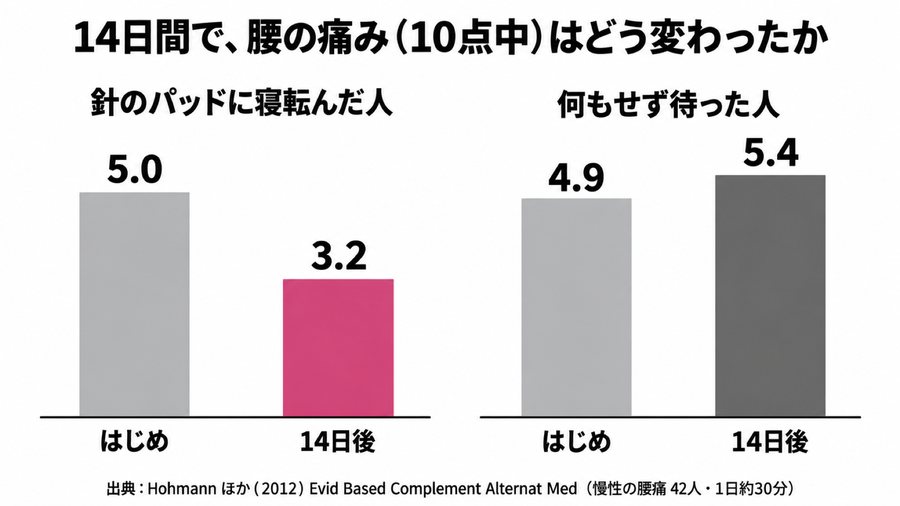 14日間で、腰の痛み（10点中）はどう変わったか
針のパッドに寝転んだ人
5.0
3.2
はじめ
14日後
何もせず待った人
4.9
5.4
はじめ
14日後
出典：Hohmann ほか（2012）Evid Based Complement Alternat Med（慢性の腰痛 42人・1日約30分）